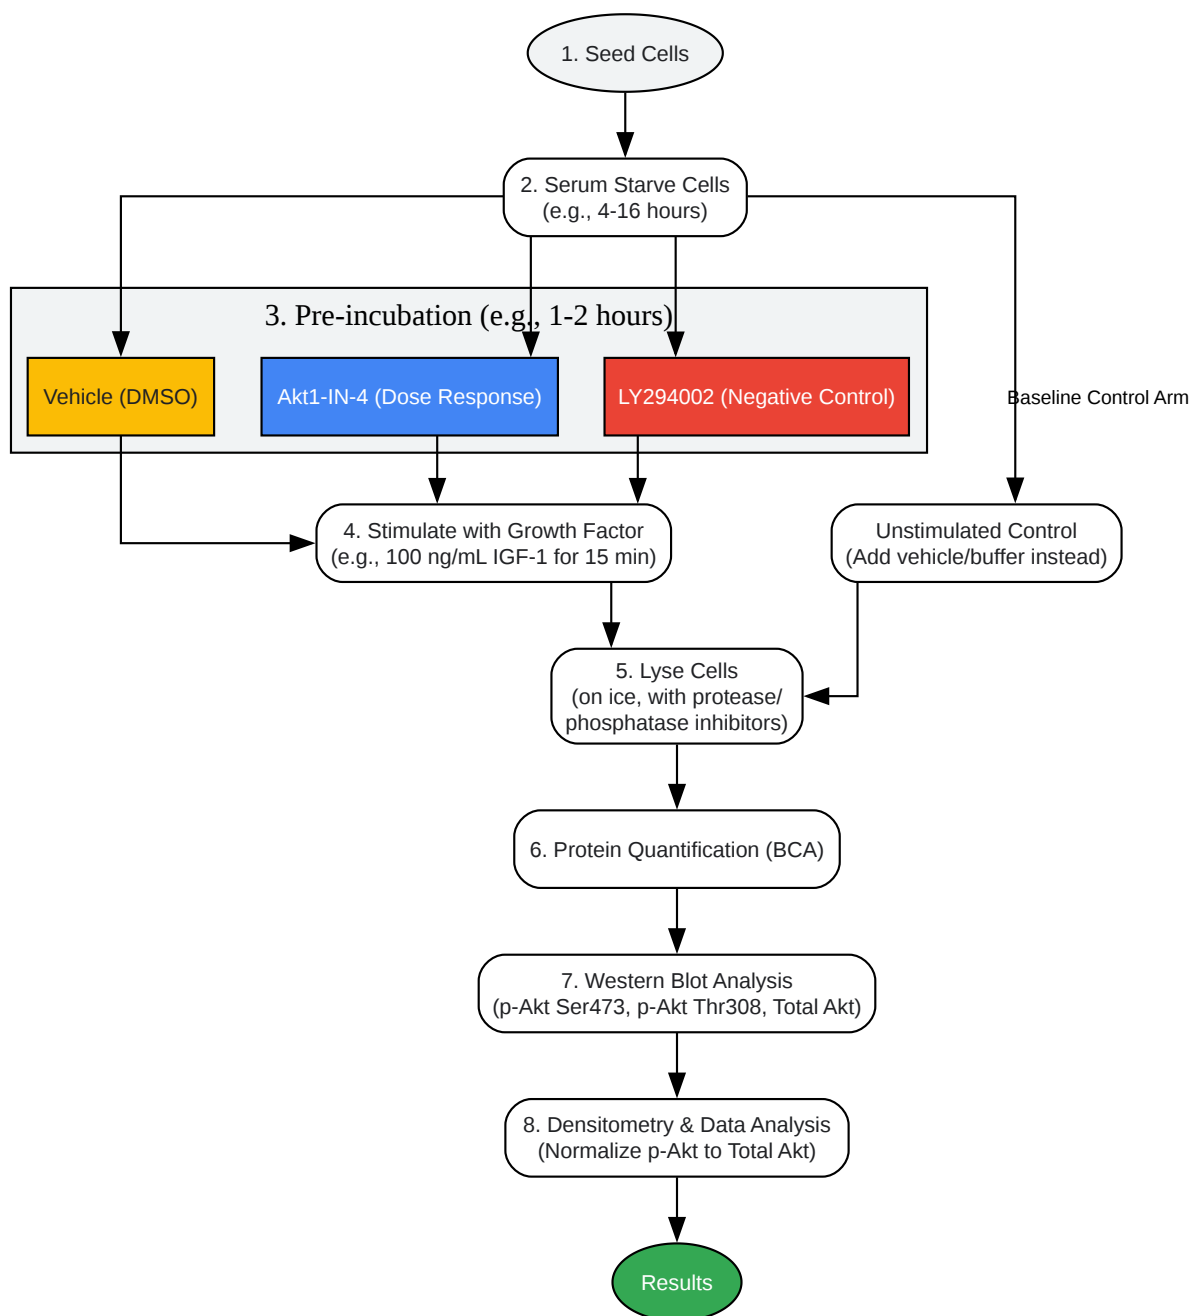 1. Seed Cells
2. Serum Starve Cells
(e.g., 4-16 hours)
3. Pre-incubation (e.g., 1-2 hours)
Vehicle (DMSO)
Akt1-IN-4 (Dose Response)
LY294002 (Negative Control)
Baseline Control Arm
4. Stimulate with Growth Factor
(e.g., 100 ng/mL IGF-1 for 15 min)
Unstimulated Control
(Add vehicle/buffer instead)
5. Lyse Cells
(on ice, with protease/
phosphatase inhibitors)
6. Protein Quantification (BCA)
7. Western Blot Analysis
(p-Akt Ser473, p-Akt Thr308, Total Akt)
8. Densitometry & Data Analysis
(Normalize p-Akt to Total Akt)
Results